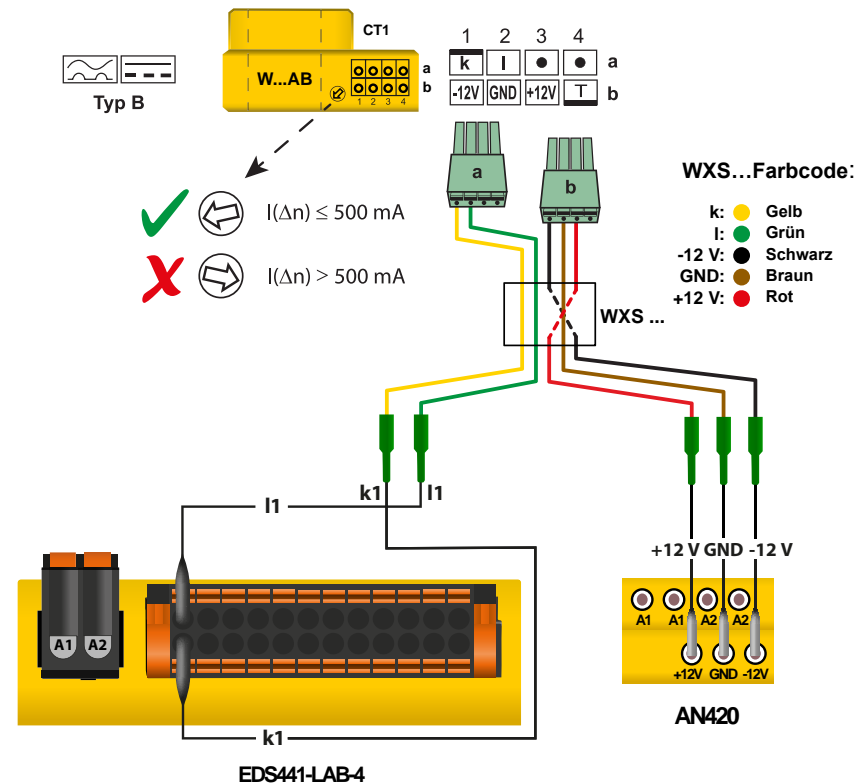 CT1
W...AB
a
b
1 2 3 4
Typ B
1 2 3 4
k l a
-12V GND +12V T b
I(Δn) ≤ 500 mA
I(Δn) > 500 mA
a
b
WXS...Farbcode:
k: Gelb
l: Grün
-12 V: Schwarz
GND: Braun
+12 V: Rot
WXS ...
k1
l1
l1
+12 V GND -12 V
A1 A2
A1 A1 A2 A2
+12V GND -12V
k1
AN420
EDS441-LAB-4